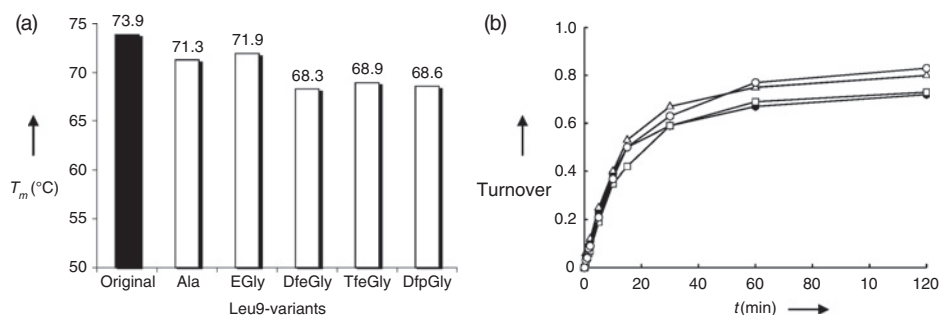 (a)
75
70
65
60
55
50
Tm (°C)
73.9
71.3
71.9
68.3
68.9
68.6
Original Ala EGly DfeGly TfeGly DfpGly
Leu9-variants
(b)
1.0
0.8
0.6
0.4
0.2
0
Turnover
0 20 40 60 80 100 120
t(min)